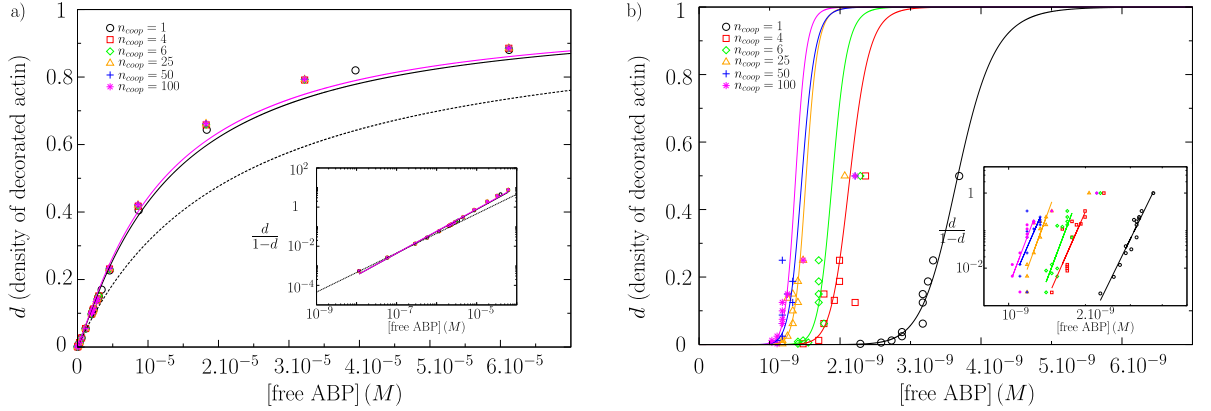 a)
d (density of decorated actin)
1
0.8
0.6
0.4
0.2
0
n_coop = 1
n_coop = 4
n_coop = 6
n_coop = 25
n_coop = 50
n_coop = 100
d/(1−d)
10^2
1
10^-2
10^-4
10^-9
10^-7
10^-5
[free ABP] (M)
0
10^-5
2.10^-5
3.10^-5
4.10^-5
5.10^-5
6.10^-5
[free ABP] (M)
b)
d (density of decorated actin)
1
0.8
0.6
0.4
0.2
0
n_coop = 1
n_coop = 4
n_coop = 6
n_coop = 25
n_coop = 50
n_coop = 100
d/(1−d)
1
10^-2
10^-9
2.10^-9
[free ABP] (M)
0
10^-9
2.10^-9
3.10^-9
4.10^-9
5.10^-9
6.10^-9
[free ABP] (M)